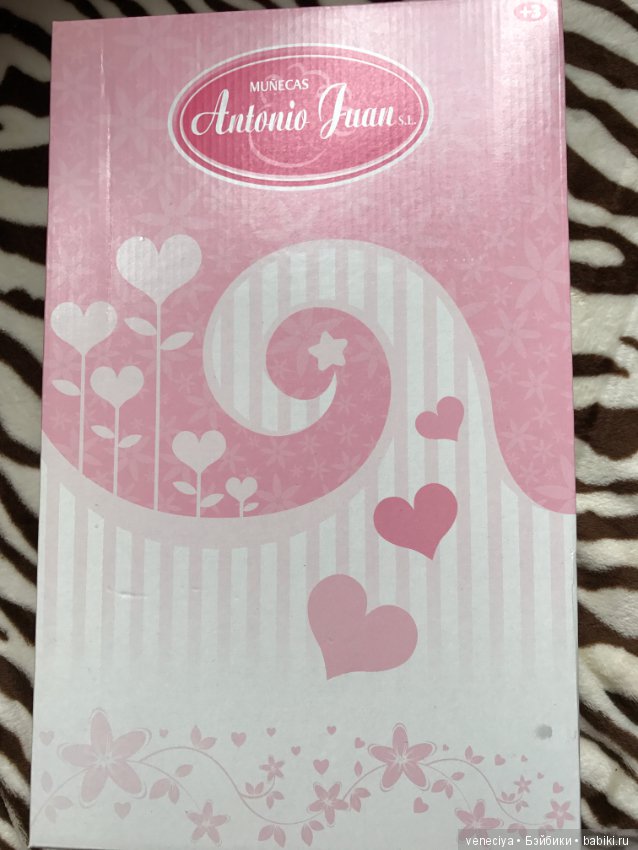 +3
MUÑECAS
Antonio Juan S.L.
veneciya • Бэйбики • babiki.ru